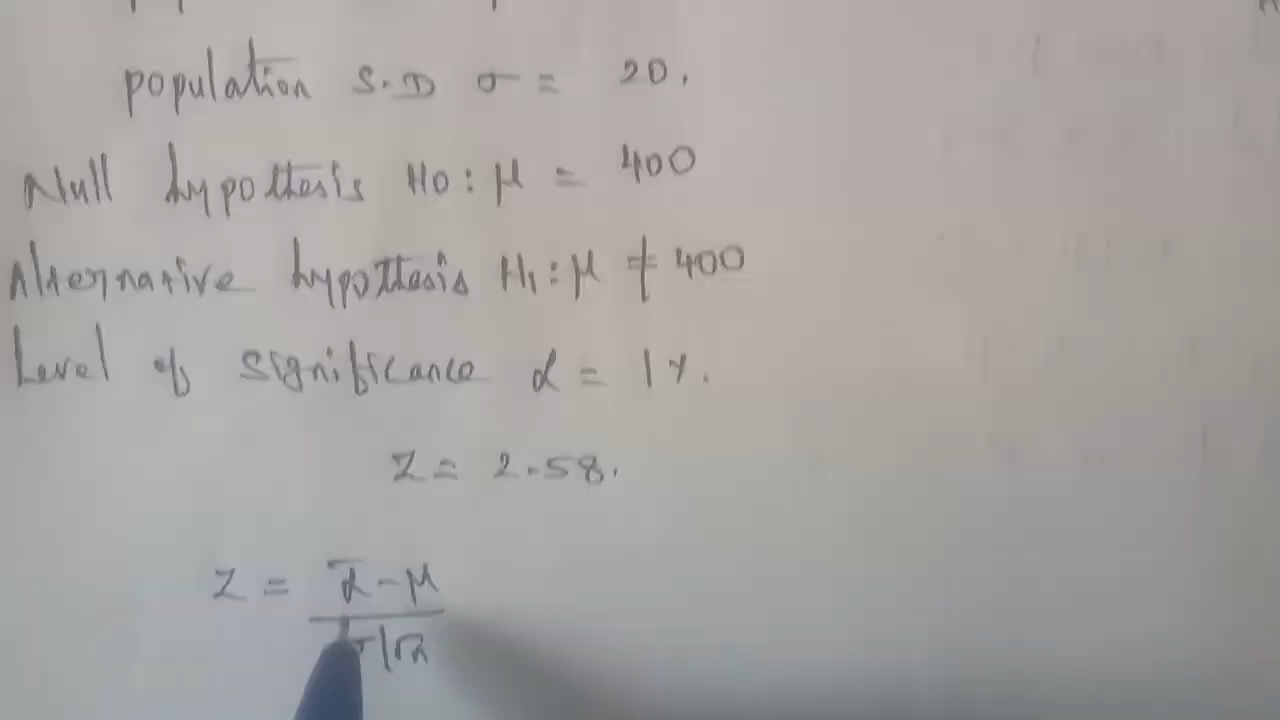 population S.D σ = 20.
Null hypothesis H0 : μ = 400
Alternative hypothesis H1 : μ ≠ 400
Level of significance α = 1%.
Z = 2.58.
Z = x̄ - μ
σ/√n